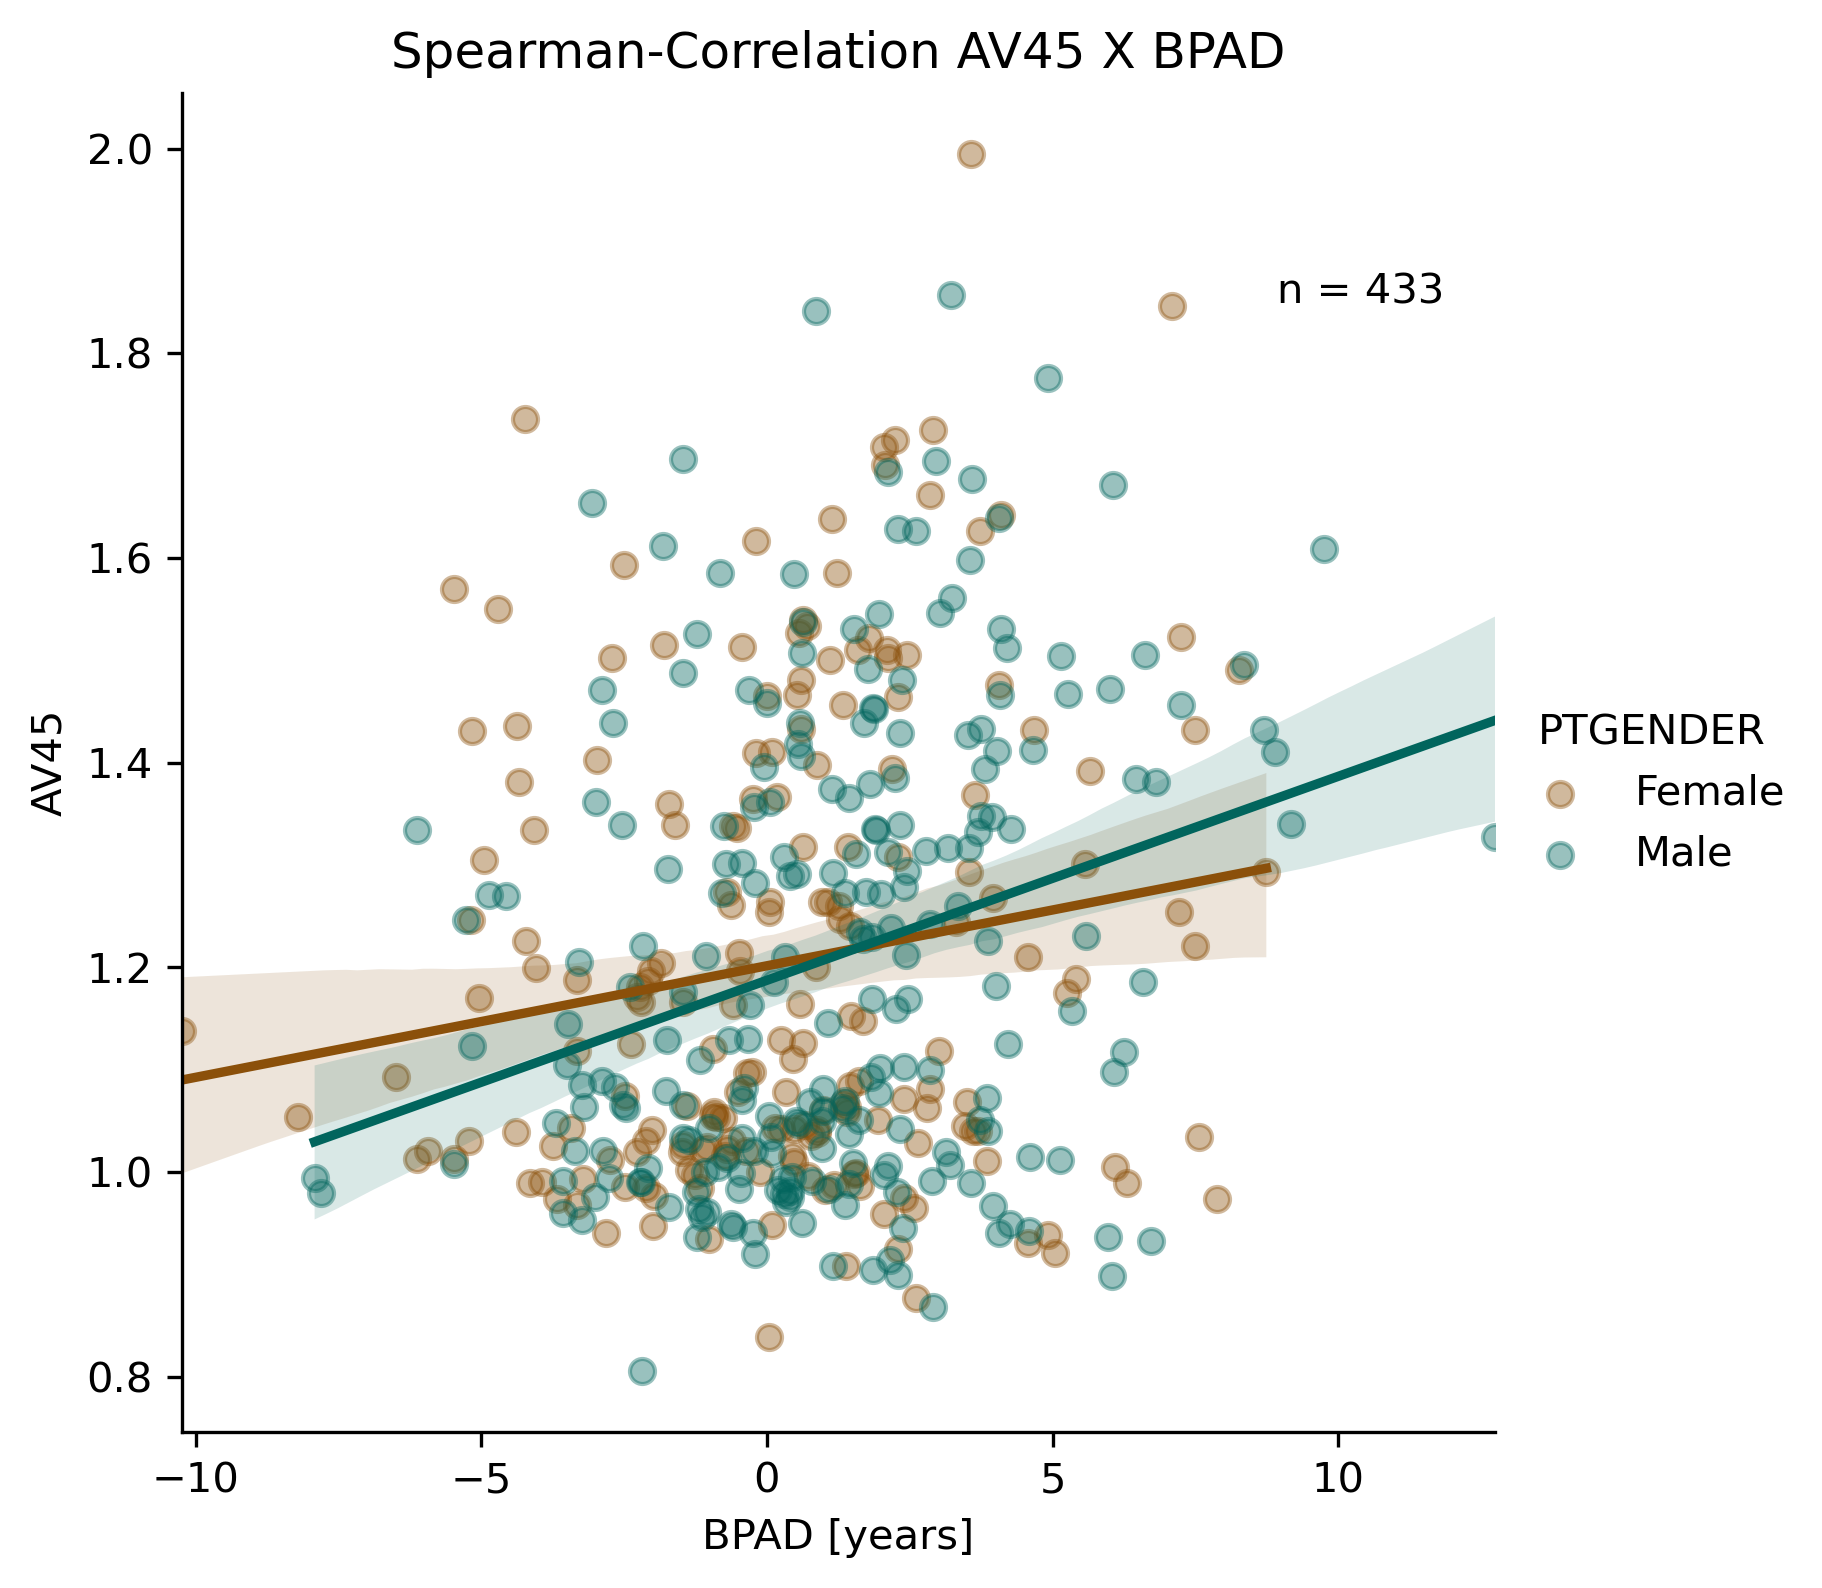 Spearman-Correlation AV45 X BPAD
2.0
n = 433
1.8
1.6
1.4
1.2
1.0
0.8
AV45
PTGENDER
Female
Male
−10
−5
0
5
10
BPAD [years]